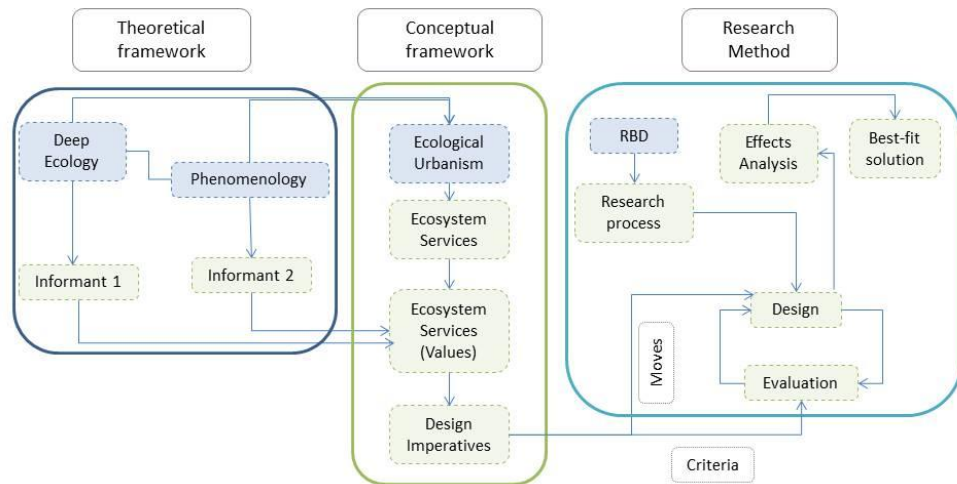 Theoretical
framework
Conceptual
framework
Research
Method
Deep
Ecology
Phenomenology
Informant 1
Informant 2
Ecological
Urbanism
Ecosystem
Services
Ecosystem
Services
(Values)
Design
Imperatives
RBD
Research
process
Effects
Analysis
Best-fit
solution
Design
Evaluation
Moves
Criteria